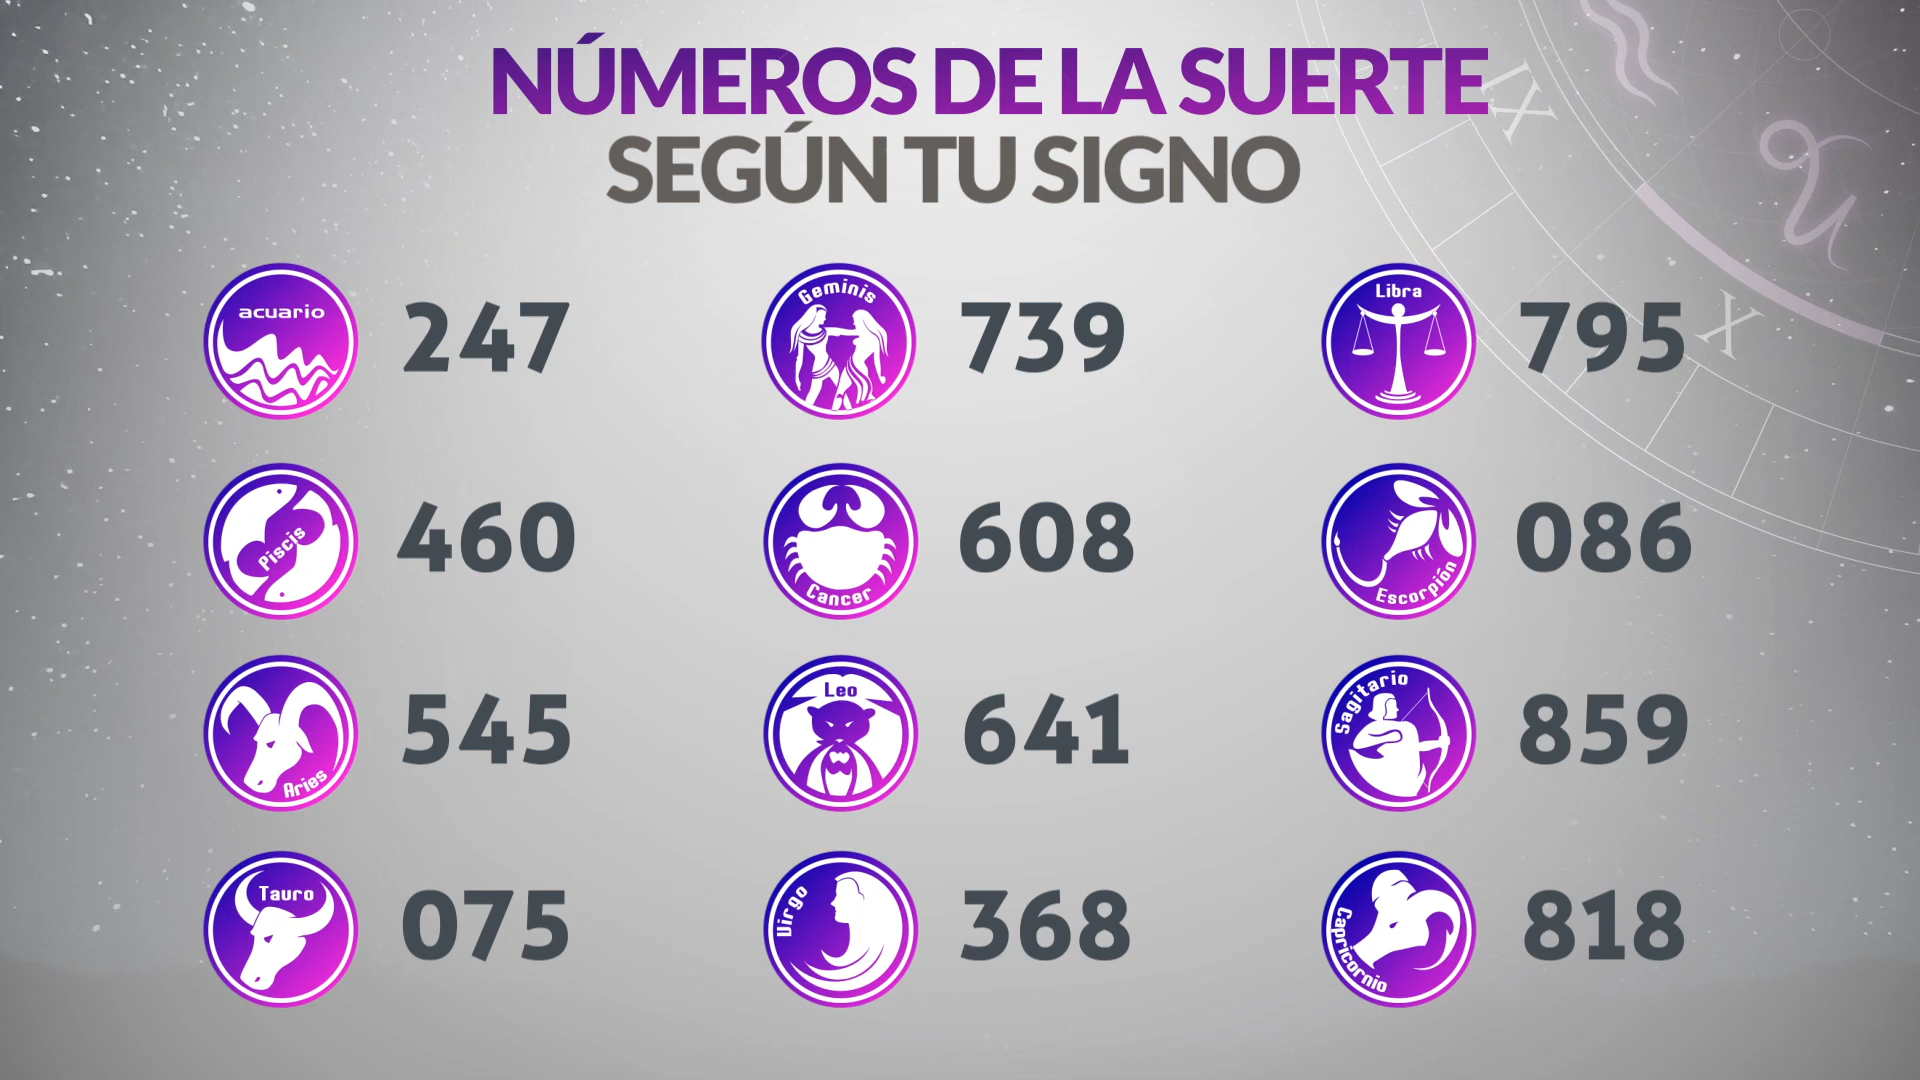 NÚMEROS DE LA SUERTE
SEGÚN TU SIGNO
acuario 247
Geminis 739
Libra 795
Piscis 460
Cancer 608
Escorpión 086
Aries 545
Leo 641
Sagitario 859
Tauro 075
Virgo 368
Capricornio 818
IX
X